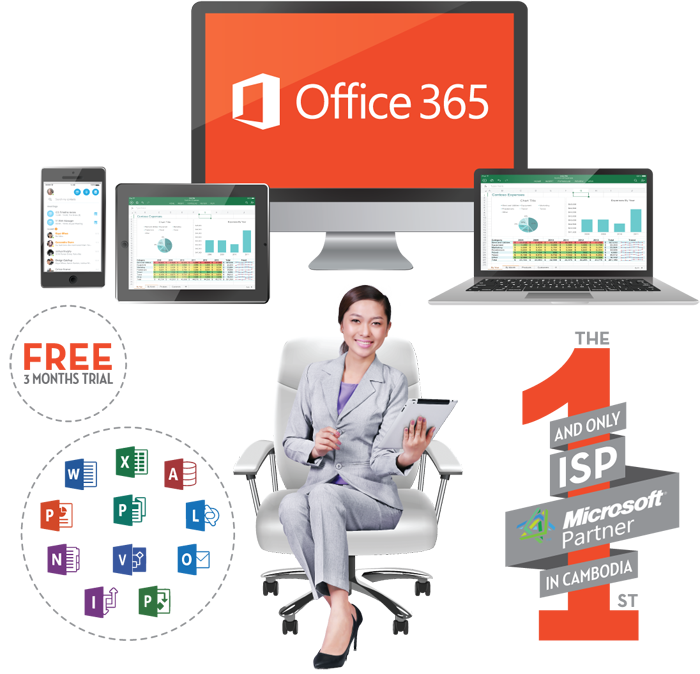 Office 365
FREE
3 MONTHS TRIAL
W
X
A
P
P
L
N
V
O
I
P
THE
1
AND ONLY
ISP
Microsoft
Partner
IN CAMBODIA
ST